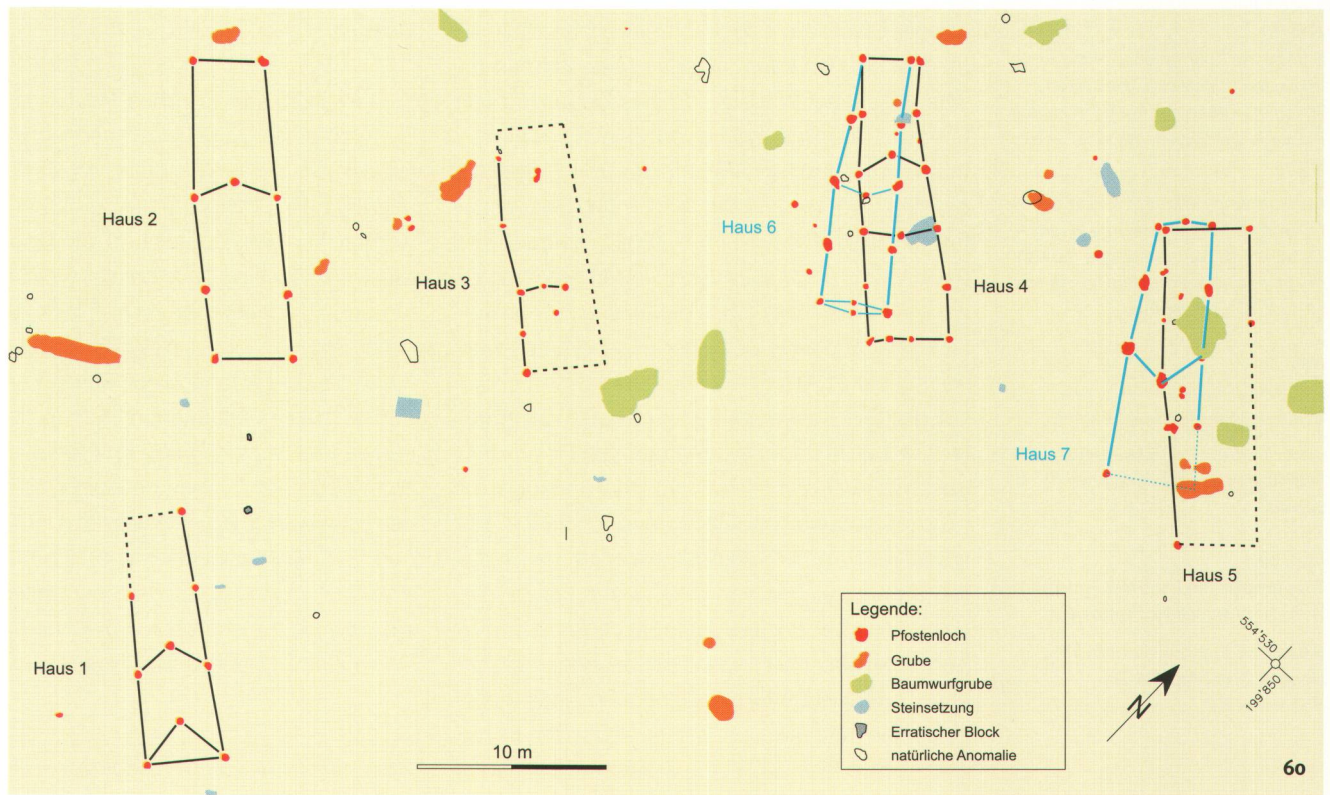 Haus 2
Haus 3
Haus 6
Haus 4
Haus 7
Haus 5
Haus 1
10 m
Legende:
Pfostenloch
Grube
Baumwurfgrube
Steinsetzung
Erratischer Block
natürliche Anomalie
N
554'530
199'850
60